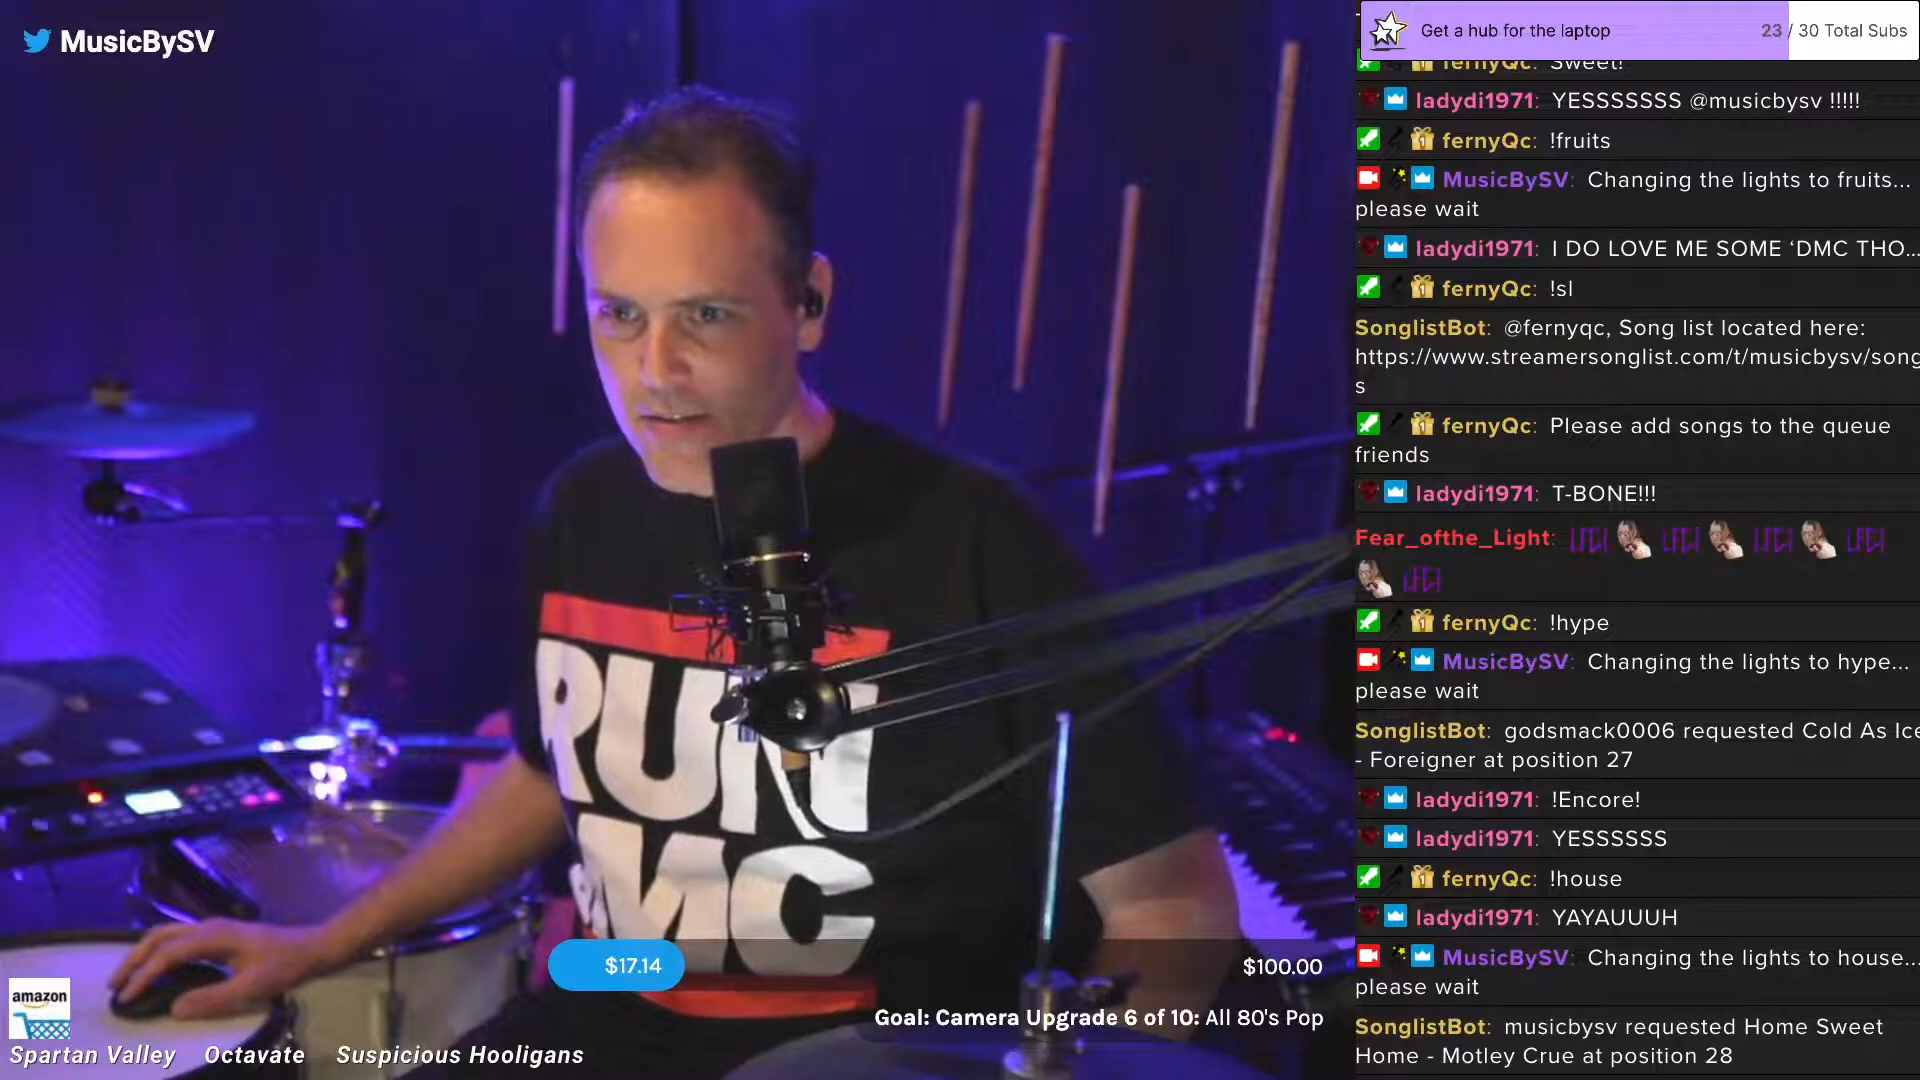 MusicBySV
Get a hub for the laptop 23 / 30 Total Subs
fernyQc: Sweet!
ladydi1971: YESSSSSSS @musicbysv !!!!!
fernyQc: !fruits
MusicBySV: Changing the lights to fruits...
please wait
ladydi1971: I DO LOVE ME SOME ‘DMC THO...
fernyQc: !sl
SonglistBot: @fernyqc, Song list located here:
https://www.streamersonglist.com/t/musicbysv/song
s
fernyQc: Please add songs to the queue
friends
ladydi1971: T-BONE!!!
Fear_ofthe_Light:
fernyQc: !hype
MusicBySV: Changing the lights to hype...
please wait
SonglistBot: godsmack0006 requested Cold As Ice
- Foreigner at position 27
ladydi1971: !Encore!
ladydi1971: YESSSSSS
fernyQc: !house
ladydi1971: YAYAUUUH
MusicBySV: Changing the lights to house...
please wait
SonglistBot: musicbysv requested Home Sweet
Home - Motley Crue at position 28
RUN
DMC
$17.14 $100.00
Goal: Camera Upgrade 6 of 10: All 80's Pop
amazon
Spartan Valley Octavate Suspicious Hooligans